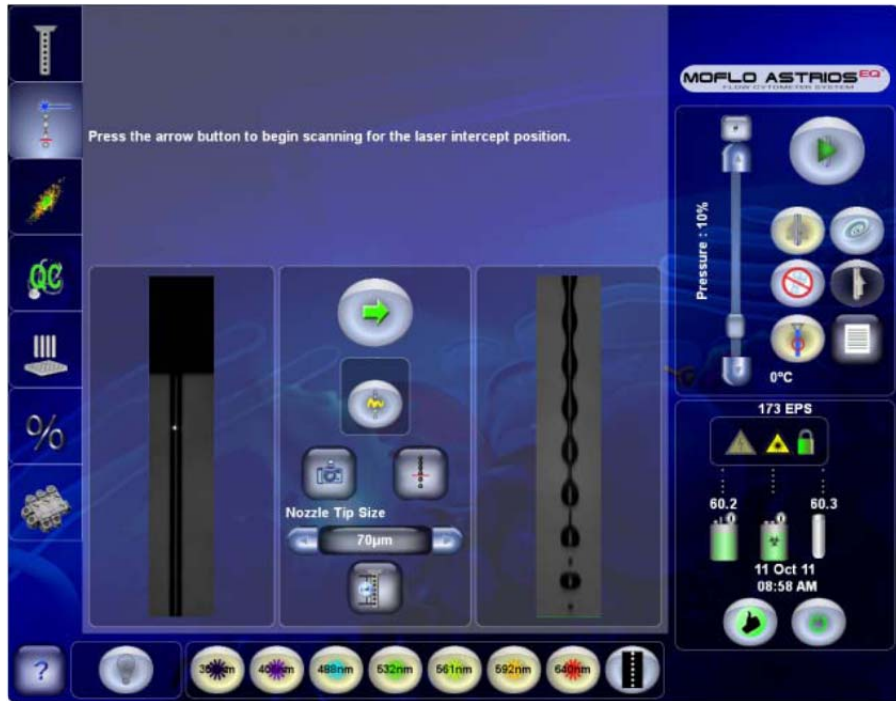 MOFLO ASTRIOS EQ
FLOW CYTOMETER SYSTEM
Press the arrow button to begin scanning for the laser intercept position.
Pressure : 10%
QC
%
0°C
173 EPS
60.2
60.3
Nozzle Tip Size
70µm
11 Oct 11
08:58 AM
?
488nm
532nm
561nm
592nm
640nm